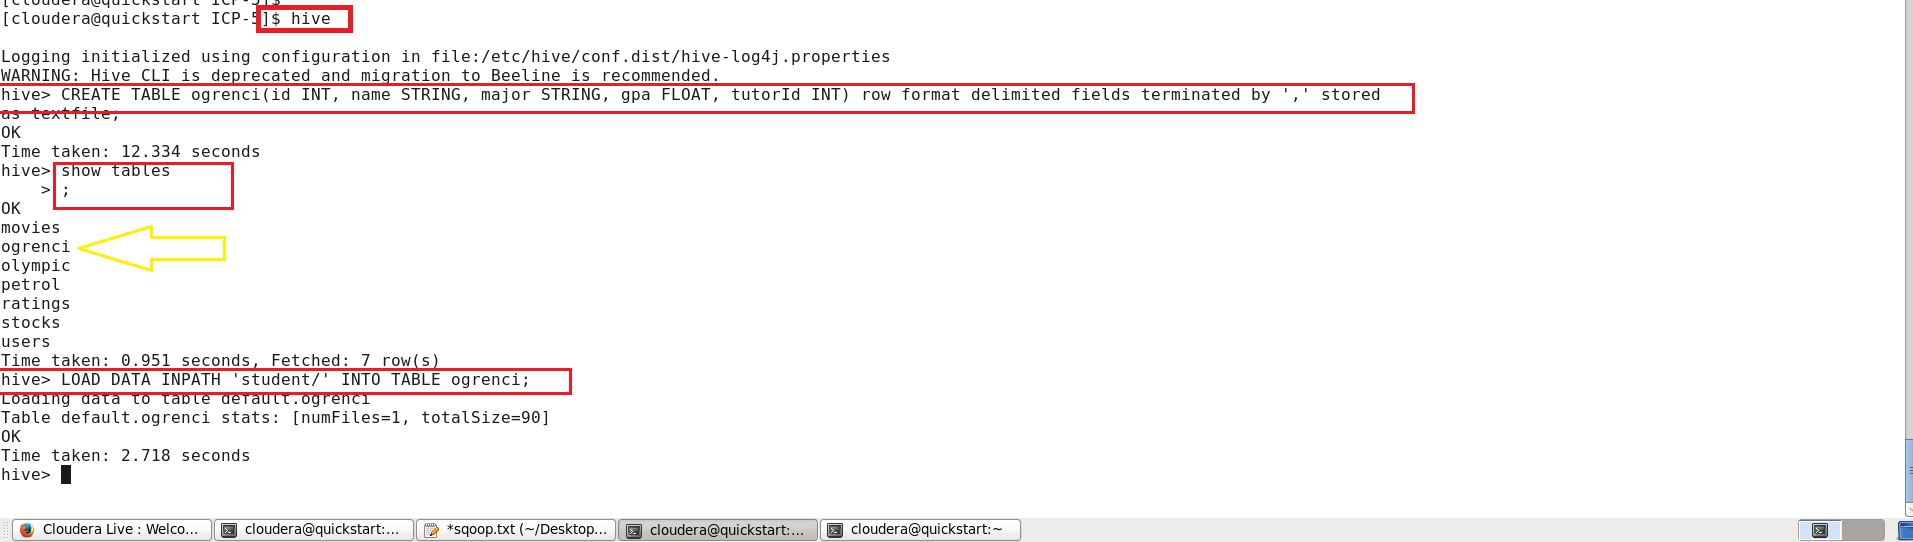 [cloudera@quickstart ICP-5]$
[cloudera@quickstart ICP-5]$ hive
Logging initialized using configuration in file:/etc/hive/conf.dist/hive-log4j.properties
WARNING: Hive CLI is deprecated and migration to Beeline is recommended.
hive> CREATE TABLE ogrenci(id INT, name STRING, major STRING, gpa FLOAT, tutorId INT) row format delimited fields terminated by ',' stored
as textfile;
OK
Time taken: 12.334 seconds
hive> show tables
    > ;
OK
movies
ogrenci
olympic
petrol
ratings
stocks
users
Time taken: 0.951 seconds, Fetched: 7 row(s)
hive> LOAD DATA INPATH 'student/' INTO TABLE ogrenci;
Loading data to table default.ogrenci
Table default.ogrenci stats: [numFiles=1, totalSize=90]
OK
Time taken: 2.718 seconds
hive>
Cloudera Live : Welco... cloudera@quickstart:... *sqoop.txt (~/Desktop... cloudera@quickstart:... cloudera@quickstart:~